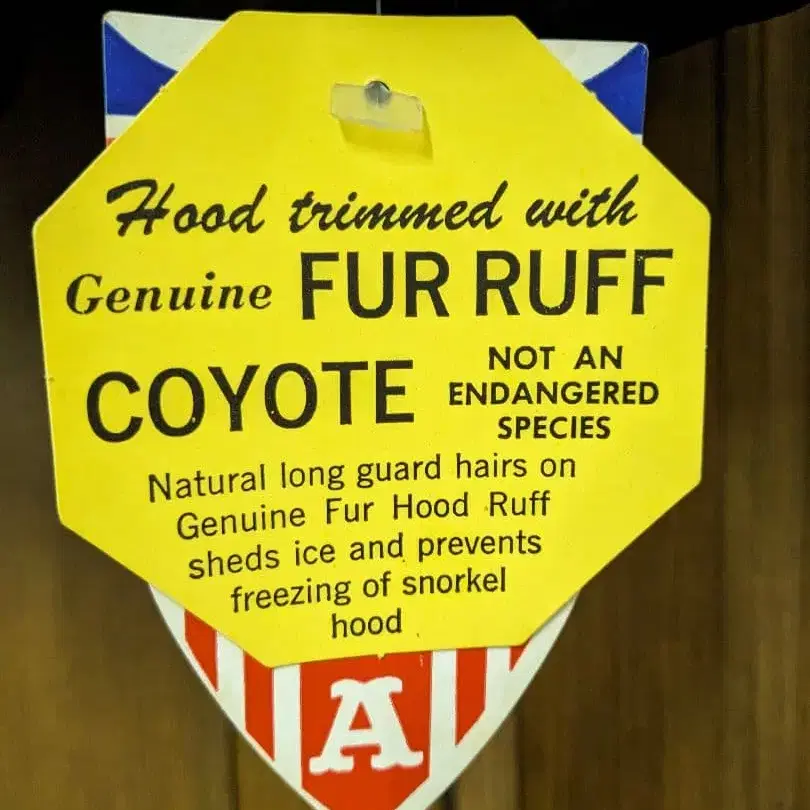 Hood trimmed with
Genuine FUR RUFF
COYOTE NOT AN
ENDANGERED
SPECIES
Natural long guard hairs on
Genuine Fur Hood Ruff
sheds ice and prevents
freezing of snorkel
hood
A